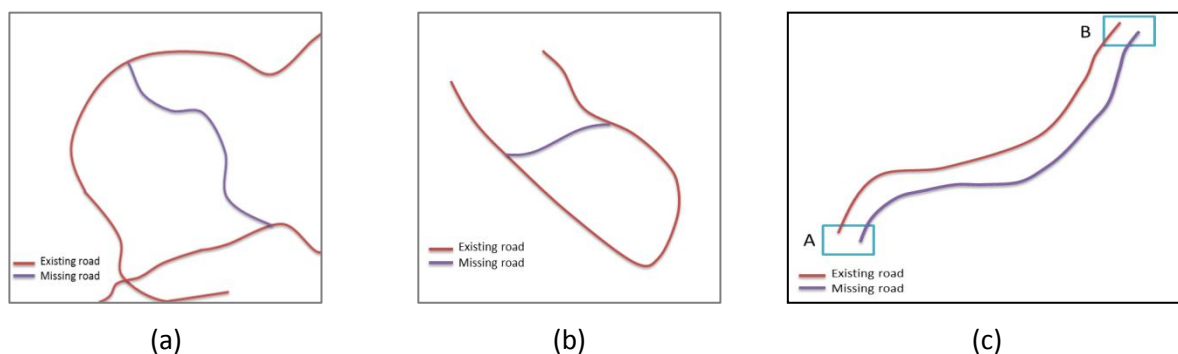 Existing road
Missing road
(a)
Existing road
Missing road
(b)
B
A
Existing road
Missing road
(c)